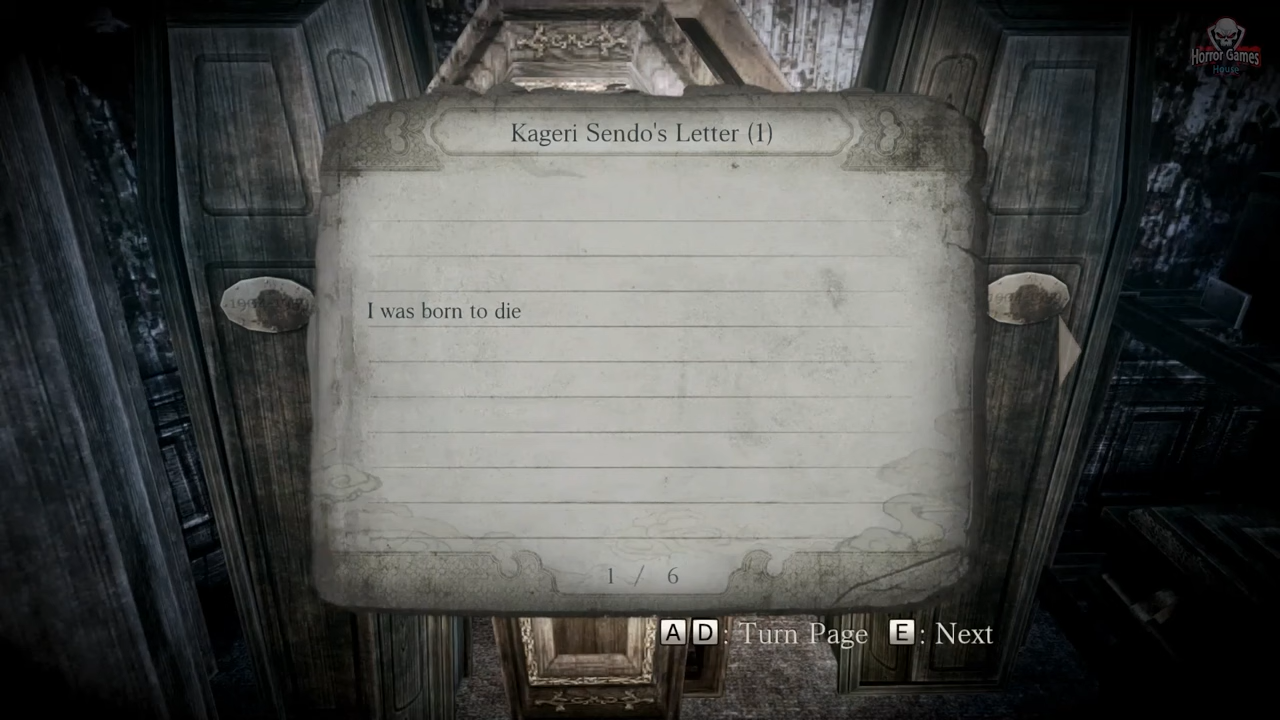 Horror Games
House
Kageri Sendo's Letter (1)
I was born to die
1 / 6
A D : Turn Page E : Next